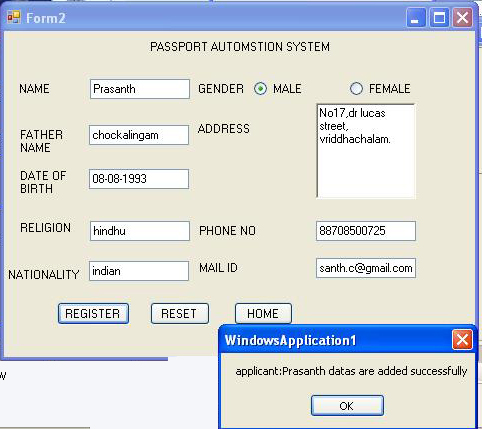 Form2
PASSPORT AUTOMSTION SYSTEM
NAME Prasanth GENDER MALE FEMALE
FATHER NAME chockalingam ADDRESS No17,dr lucas
street,
vriddhachalam.
DATE OF BIRTH 08-08-1993
RELIGION hindhu PHONE NO 88708500725
NATIONALITY indian MAIL ID santh.c@gmail.com
REGISTER RESET HOME
WindowsApplication1
applicant:Prasanth datas are added successfully
OK